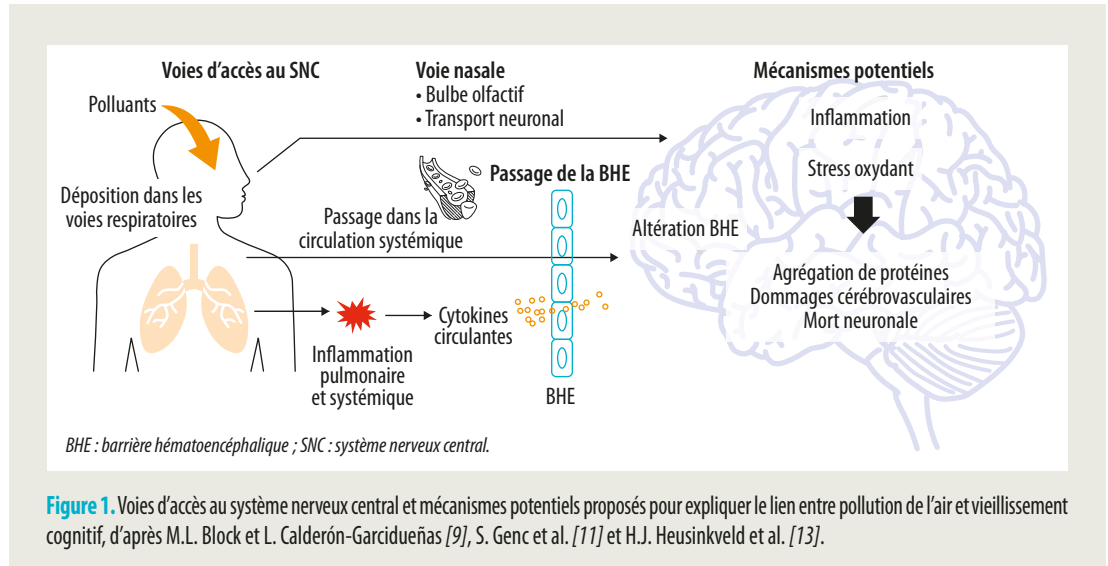 Voies d'accès au SNC
Polluants
Déposition dans les
voies respiratoires
Voie nasale
• Bulbe olfactif
• Transport neuronal
Passage de la BHE
Passage dans la
circulation systémique
Inflammation
pulmonaire
et systémique
Cytokines
circulantes
BHE
Mécanismes potentiels
Inflammation
Stress oxydant
Altération BHE
Agrégation de protéines
Dommages cérébrovasculaires
Mort neuronale
BHE : barrière hématoencéphalique ; SNC : système nerveux central.
Figure 1. Voies d'accès au système nerveux central et mécanismes potentiels proposés pour expliquer le lien entre pollution de l'air et vieillissement
cognitif, d'après M.L. Block et L. Calderón-Garcidueñas [9], S. Genc et al. [11] et H.J. Heusinkveld et al. [13].